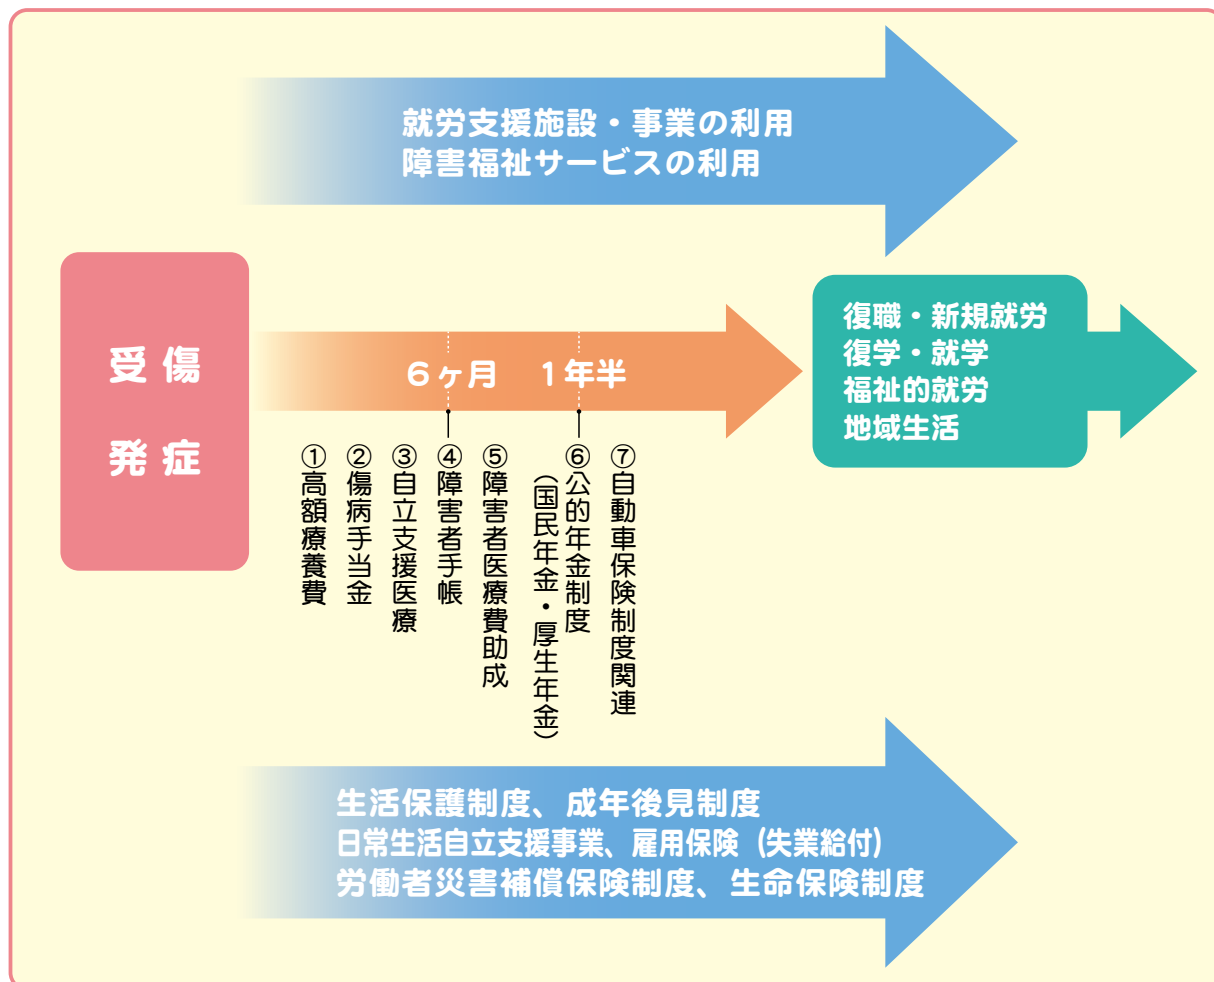 就労支援施設・事業の利用
障害福祉サービスの利用
受傷
発症
6ヶ月
1年半
復職・新規就労
復学・就学
福祉的就労
地域生活
①高額療養費
②傷病手当金
③自立支援医療
④障害者手帳
⑤障害者医療費助成
⑥公的年金制度
（国民年金・厚生年金）
⑦自動車保険制度関連
生活保護制度、成年後見制度
日常生活自立支援事業、雇用保険（失業給付）
労働者災害補償保険制度、生命保険制度